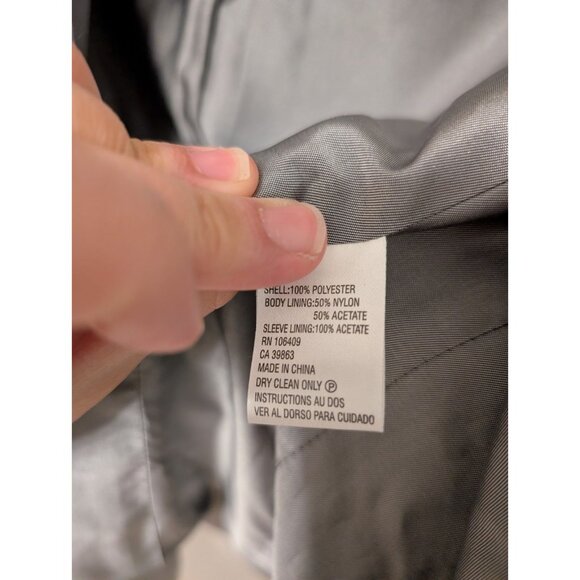 SHELL:100% POLYESTER
BODY LINING:50% NYLON
50% ACETATE
SLEEVE LINING:100% ACETATE
RN 106409
CA 39863
MADE IN CHINA
DRY CLEAN ONLY Ⓟ
INSTRUCTIONS AU DOS
VER AL DORSO PARA CUIDADO